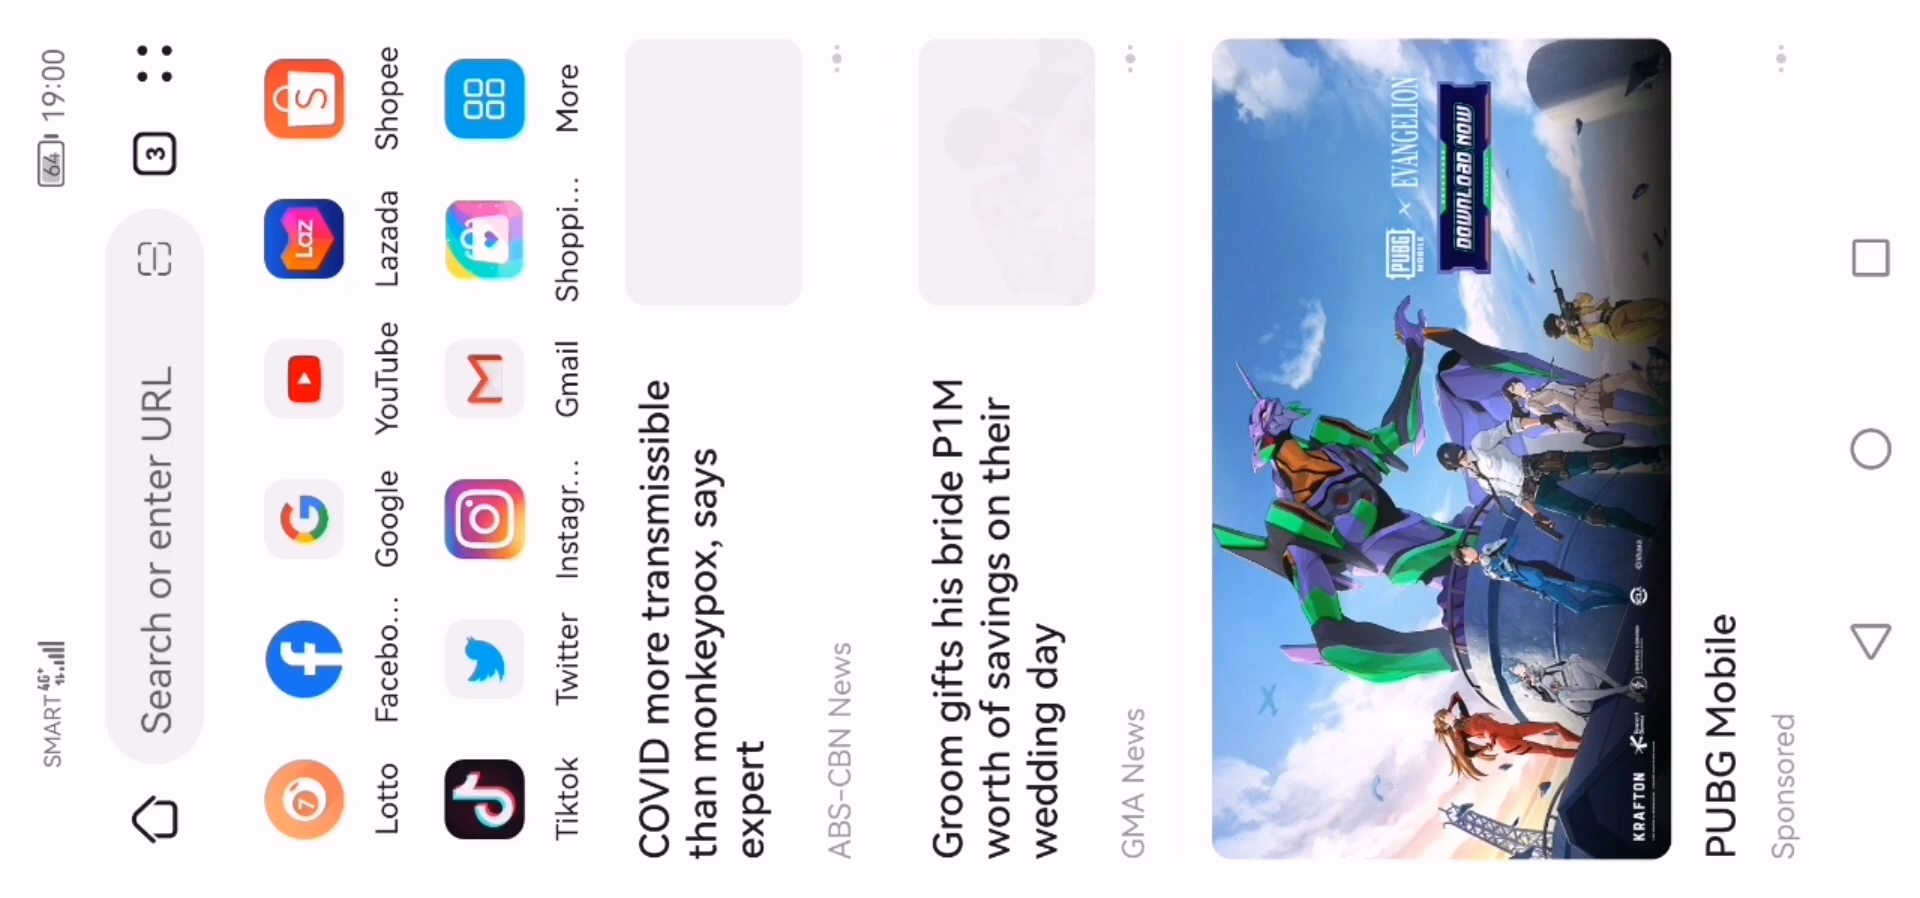 SMART 4G+ 64 19:00
Search or enter URL
3
Laz
Lotto Facebo... Google YouTube Lazada Shopee
Tiktok Twitter Instagr... Gmail Shoppi... More
COVID more transmissible
than monkeypox, says
expert
ABS-CBN News
Groom gifts his bride P1M
worth of savings on their
wedding day
GMA News
PUBG MOBILE × EVANGELION
DOWNLOAD NOW
KRAFTON
PUBG Mobile
Sponsored